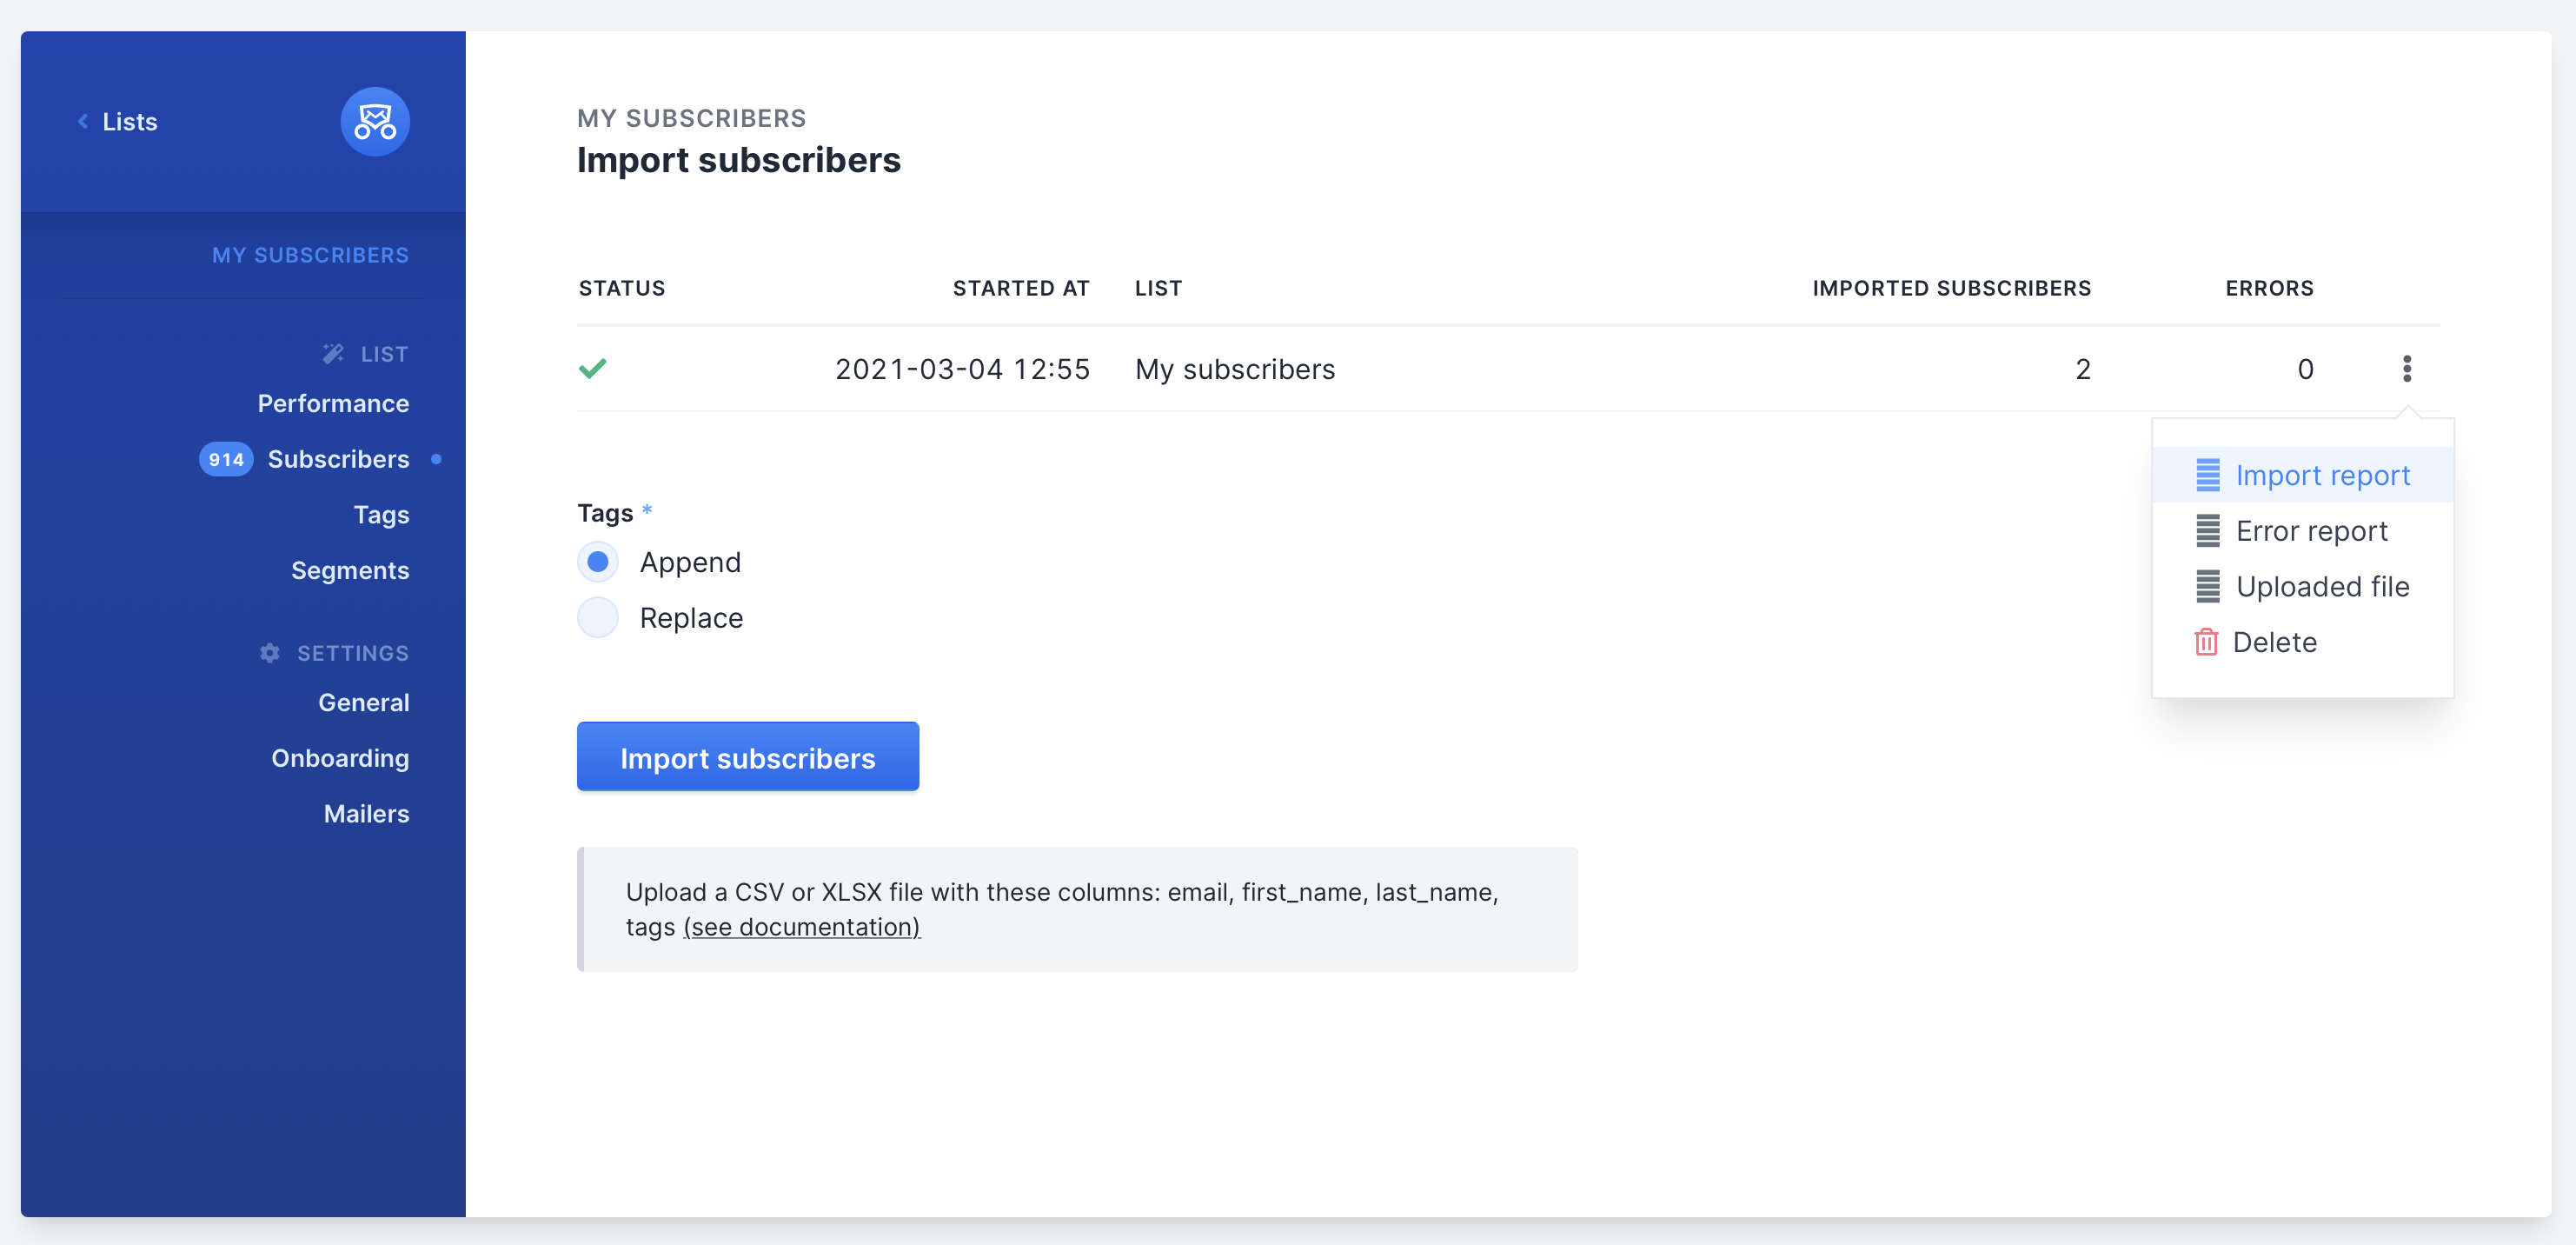 Lists
MY SUBSCRIBERS
LIST
Performance
914 Subscribers
Tags
Segments
SETTINGS
General
Onboarding
Mailers
MY SUBSCRIBERS
Import subscribers
STATUS STARTED AT LIST IMPORTED SUBSCRIBERS ERRORS
2021-03-04 12:55 My subscribers 2 0
Import report
Error report
Uploaded file
Delete
Tags *
Append
Replace
Import subscribers
Upload a CSV or XLSX file with these columns: email, first_name, last_name,
tags (see documentation)